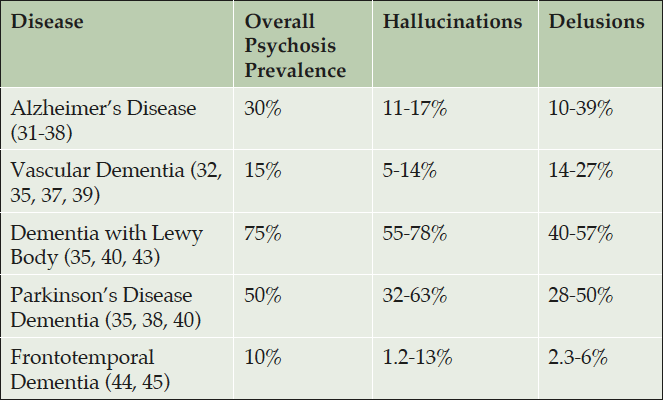 Disease Overall Psychosis Prevalence Hallucinations Delusions
Alzheimer’s Disease (31-38) 30% 11-17% 10-39%
Vascular Dementia (32, 35, 37, 39) 15% 5-14% 14-27%
Dementia with Lewy Body (35, 40, 43) 75% 55-78% 40-57%
Parkinson’s Disease Dementia (35, 38, 40) 50% 32-63% 28-50%
Frontotemporal Dementia (44, 45) 10% 1.2-13% 2.3-6%